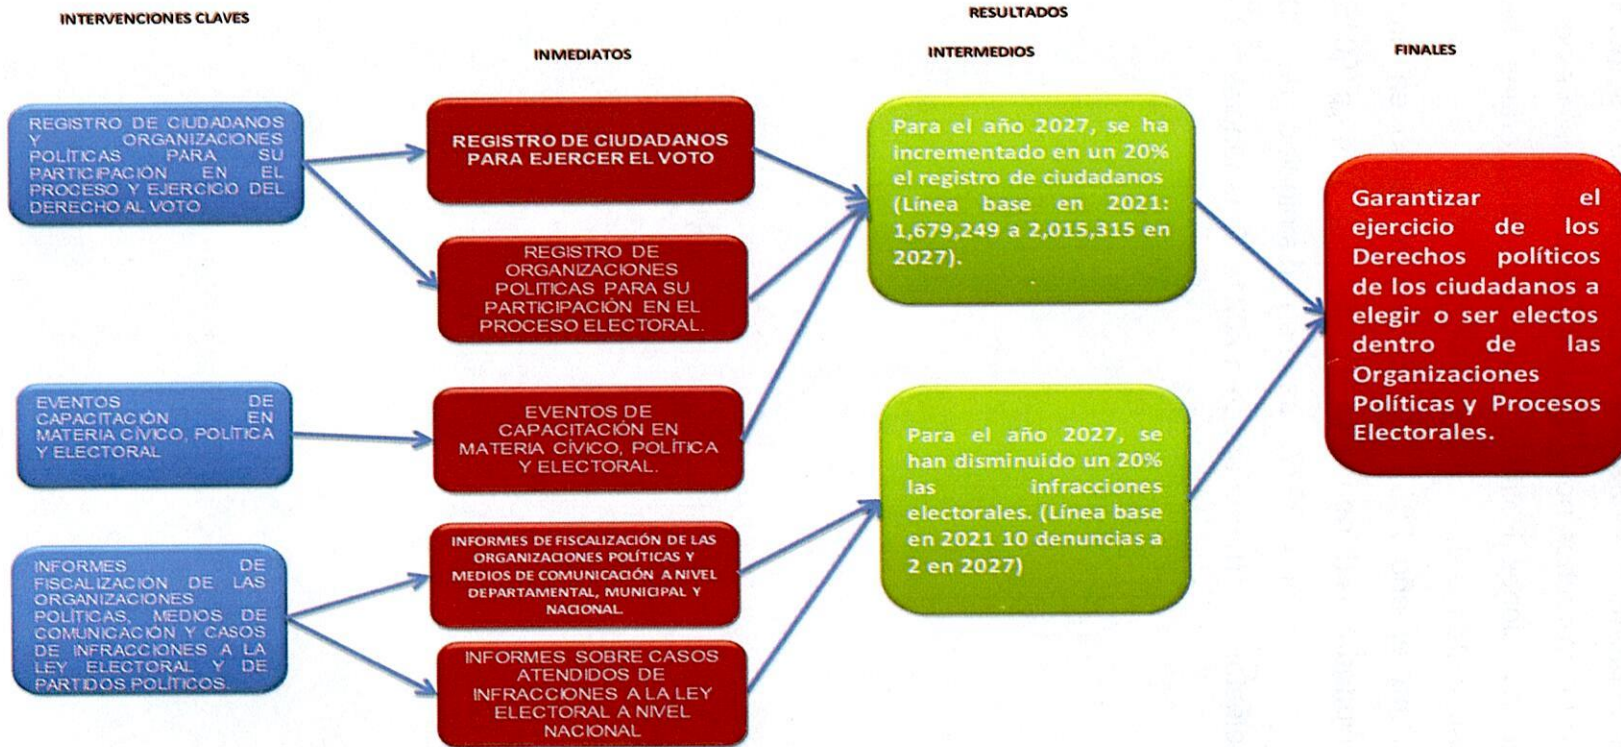 INTERVENCIONES CLAVES
RESULTADOS
INMEDIATOS
INTERMEDIOS
FINALES
REGISTRO DE CIUDADANOS
Y ORGANIZACIONES
POLÍTICAS PARA SU
PARTICIPACIÓN EN EL
PROCESO Y EJERCICIO DEL
DERECHO AL VOTO
EVENTOS DE
CAPACITACIÓN EN
MATERIA CÍVICO, POLÍTICA
Y ELECTORAL
INFORMES DE
FISCALIZACIÓN DE LAS
ORGANIZACIONES
POLÍTICAS, MEDIOS DE
COMUNICACIÓN Y CASOS
DE INFRACCIONES A LA
LEY ELECTORAL Y DE
PARTIDOS POLÍTICOS.
REGISTRO DE CIUDADANOS
PARA EJERCER EL VOTO
REGISTRO DE
ORGANIZACIONES
POLITICAS PARA SU
PARTICIPACIÓN EN EL
PROCESO ELECTORAL.
EVENTOS DE
CAPACITACIÓN EN
MATERIA CÍVICO, POLÍTICA
Y ELECTORAL.
INFORMES DE FISCALIZACIÓN DE LAS
ORGANIZACIONES POLÍTICAS Y
MEDIOS DE COMUNICACIÓN A NIVEL
DEPARTAMENTAL, MUNICIPAL Y
NACIONAL.
INFORMES SOBRE CASOS
ATENDIDOS DE
INFRACCIONES A LA LEY
ELECTORAL A NIVEL
NACIONAL
Para el año 2027, se ha
incrementado en un 20%
el registro de ciudadanos
(Línea base en 2021:
1,679,249 a 2,015,315 en
2027).
Para el año 2027, se
han disminuido un 20%
las infracciones
electorales. (Línea base
en 2021 10 denuncias a
2 en 2027)
Garantizar el
ejercicio de los
Derechos políticos
de los ciudadanos a
elegir o ser electos
dentro de las
Organizaciones
Políticas y Procesos
Electorales.